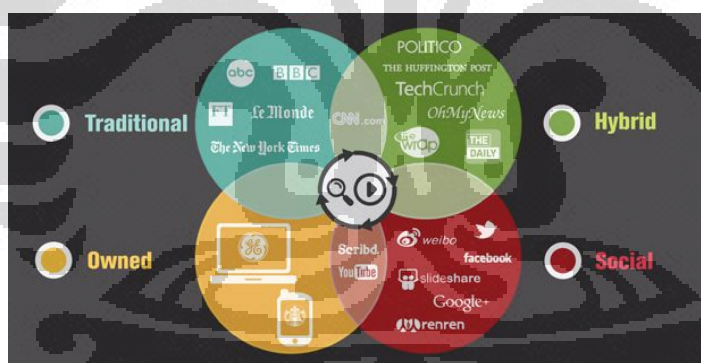 Traditional
abc BBC
FT Le Monde
The New York Times
CNN.com
POLITICO
THE HUFFINGTON POST
TechCrunch
OhMyNews
the wrap
THE DAILY
Hybrid
Owned
GE
Scribd.
YouTube
weibo
facebook
slideshare
Google+
renren
Social